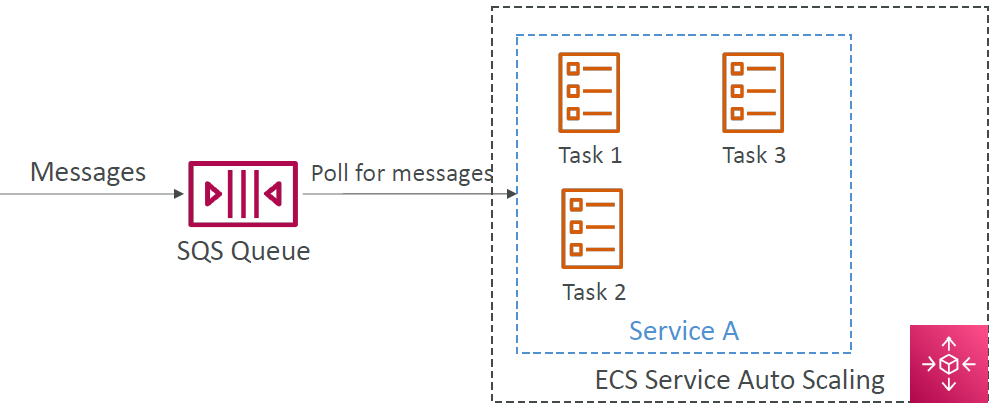 Messages
SQS Queue
Poll for messages
Task 1
Task 3
Task 2
Service A
ECS Service Auto Scaling